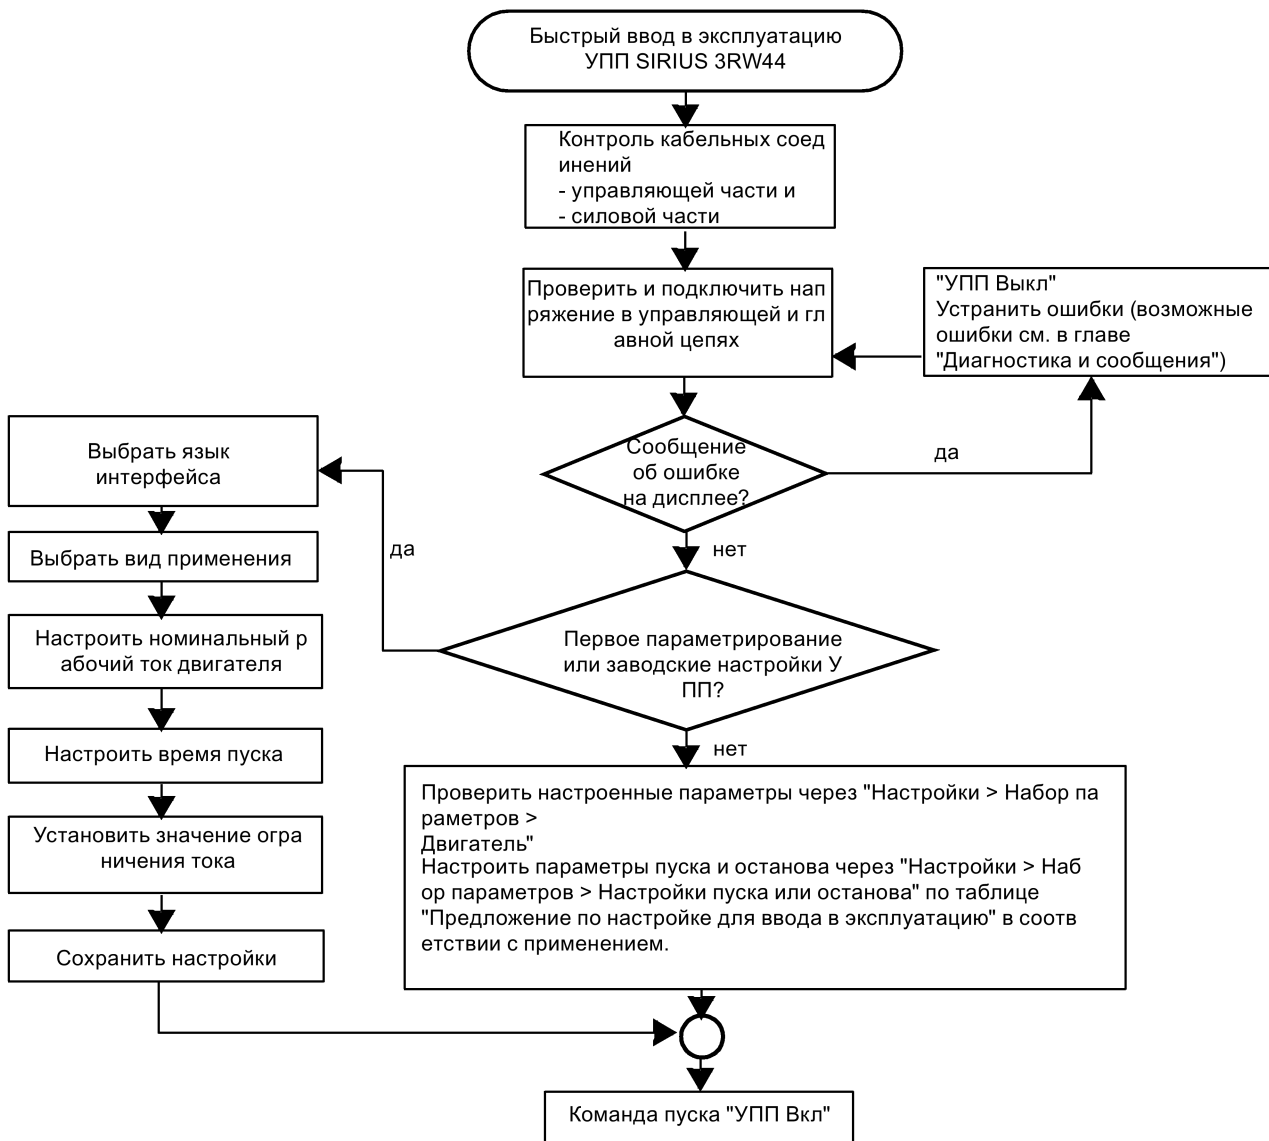 Быстрый ввод в эксплуатацию
УПП SIRIUS 3RW44
Контроль кабельных соед
инений
- управляющей части и
- силовой части
Проверить и подключить нап
ряжение в управляющей и гл
авной цепях
"УПП Выкл"
Устранить ошибки (возможные
ошибки см. в главе
"Диагностика и сообщения")
Сообщение
об ошибке
на дисплее?
да
нет
Первое параметрирование
или заводские настройки У
ПП?
да
нет
Выбрать язык
интерфейса
Выбрать вид применения
Настроить номинальный р
абочий ток двигателя
Настроить время пуска
Установить значение огра
ничения тока
Сохранить настройки
Проверить настроенные параметры через "Настройки > Набор па
раметров >
Двигатель"
Настроить параметры пуска и останова через "Настройки > Наб
ор параметров > Настройки пуска или останова" по таблице
"Предложение по настройке для ввода в эксплуатацию" в соотв
етствии с применением.
Команда пуска "УПП Вкл"